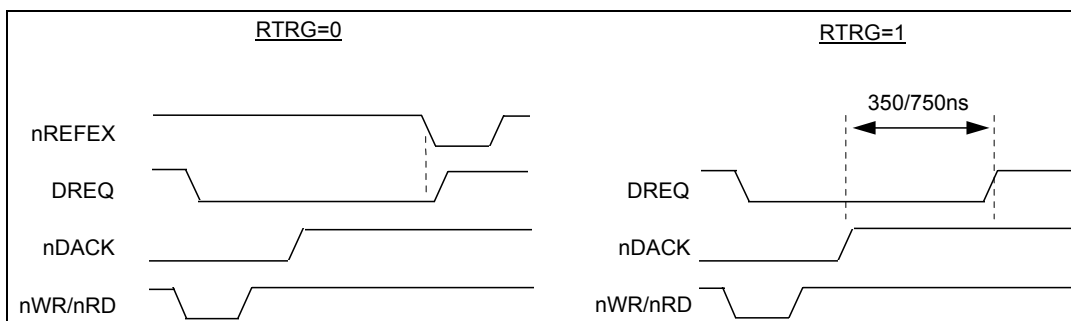 RTRG=0
nREFEX
DREQ
nDACK
nWR/nRD
RTRG=1
350/750ns
DREQ
nDACK
nWR/nRD